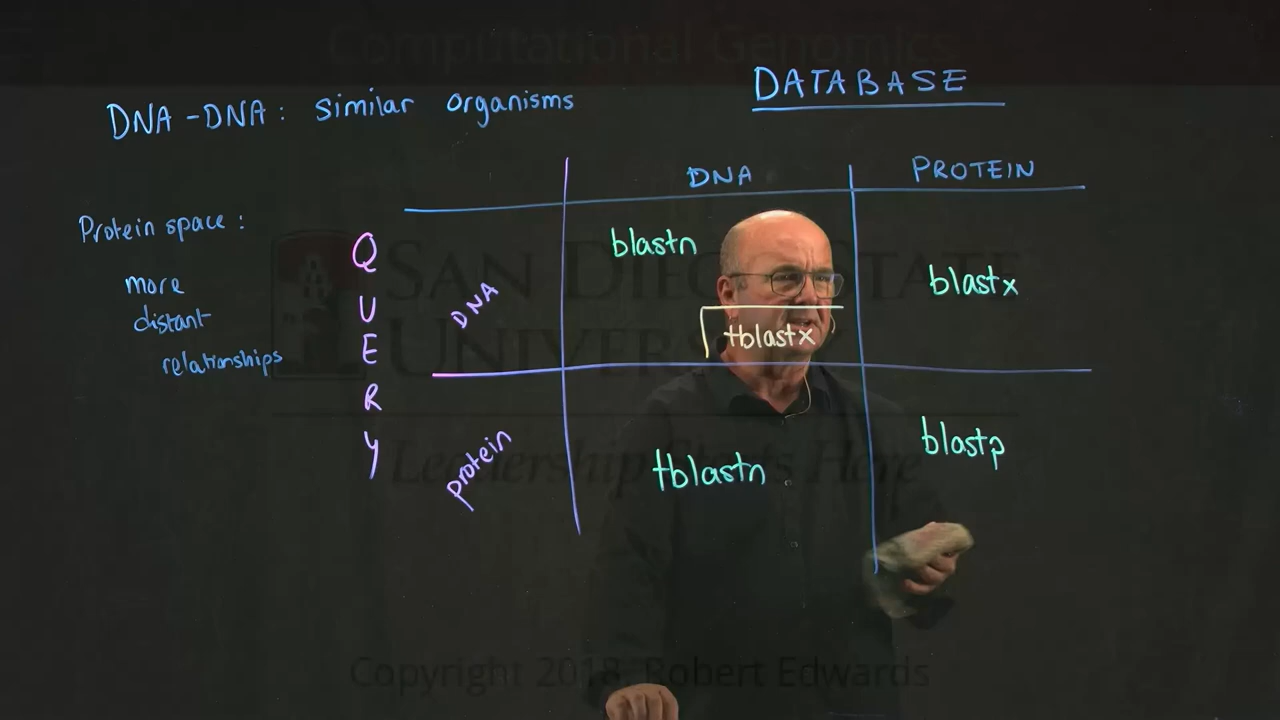 Computational Genomics
DATABASE
DNA-DNA: similar organisms
DNA
PROTEIN
Protein space:
more
distant
relationships
QUERY
DNA
blastn
tblastx
blastx
protein
tblastn
blastp
SAN DIEGO STATE
UNIVERSITY
Leadership Starts Here
Copyright 2018, Robert Edwards